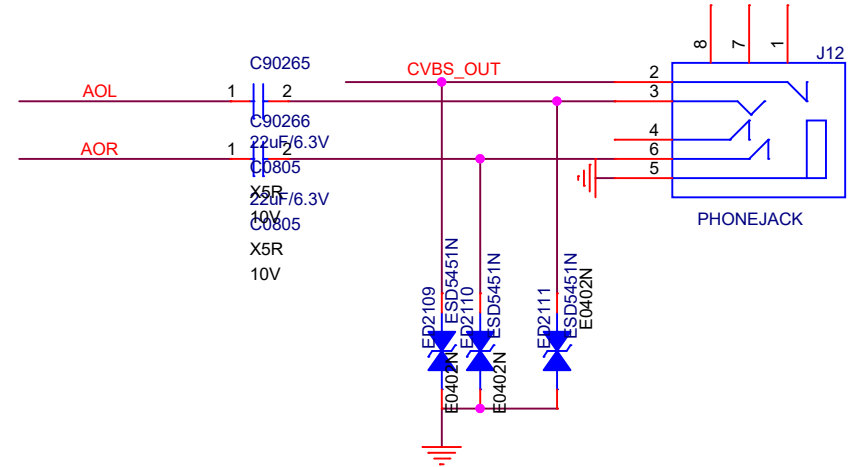 8
7
1
J12
C90265
CVBS_OUT
2
AOL
1
2
3
C90266
22uF/6.3V
4
AOR
1
2
6
C0805
5
X5R
22uF/6.3V
10V
C0805
PHONEJACK
X5R
10V
ED2109
ESD5451N
E0402N
ED2110
ESD5451N
E0402N
ED2111
ESD5451N
E0402N